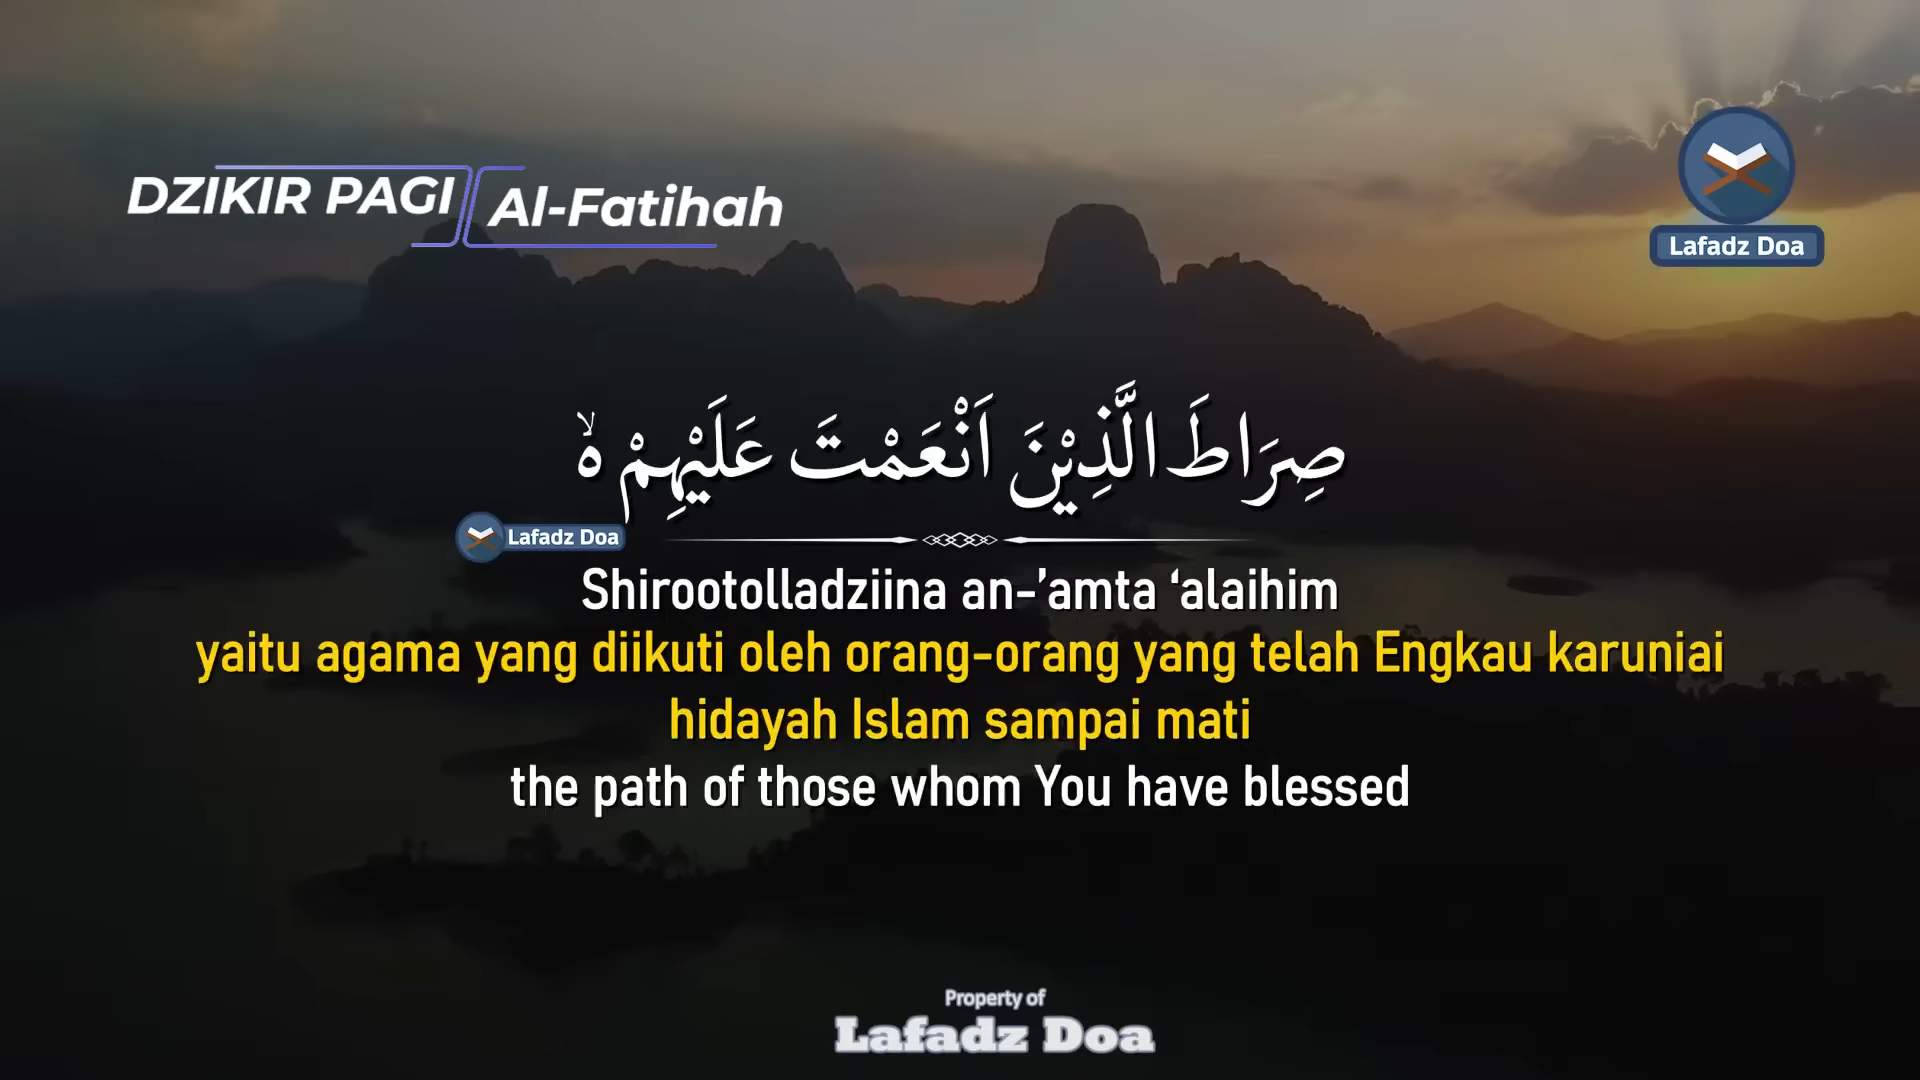 DZIKIR PAGI
Al-Fatihah
Lafadz Doa
صِرَاطَ الَّذِيْنَ اَنْعَمْتَ عَلَيْهِمْ ەۙ
Lafadz Doa
Shirootolladziina an-’amta ‘alaihim
yaitu agama yang diikuti oleh orang-orang yang telah Engkau karuniai
hidayah Islam sampai mati
the path of those whom You have blessed
Property of
Lafadz Doa